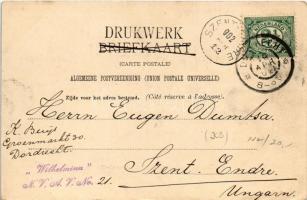 DRUKWERK
BRIEFKAART
(CARTE POSTALE)
ALGEMEENE POSTVEREENIGING (UNION POSTALE UNIVERSELLE)
Zijde voor het adres bestemd. (Côté réservé à l'adresse).
Herrn Eugen Dumtsa.
K. Buijs
Groenmarkt 30.
Dordrecht.
"Wilhelmina"
N. V. A. V. No. 21.
Szent. Endre.
Ungarn.